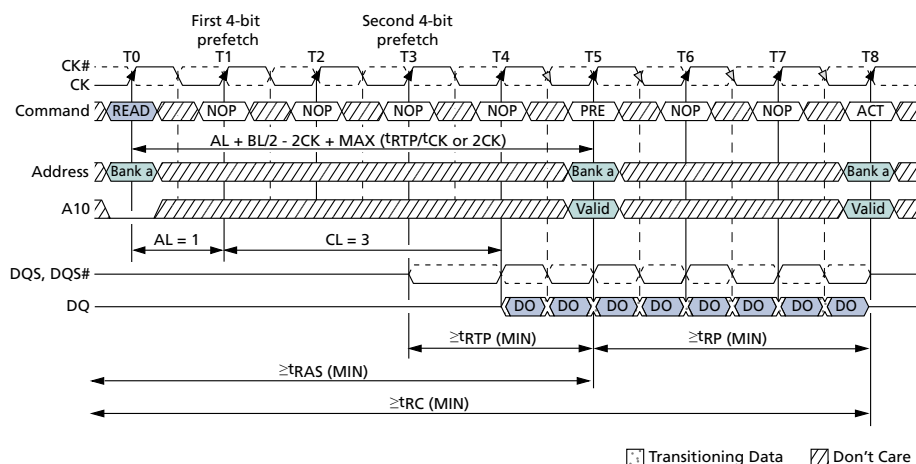 First 4-bit prefetch
Second 4-bit prefetch
T0 T1 T2 T3 T4 T5 T6 T7 T8
CK#
CK
Command READ NOP NOP NOP NOP PRE NOP NOP ACT
AL + BL/2 - 2CK + MAX (tRTP/tCK or 2CK)
Address Bank a Bank a Bank a
A10 Valid Valid
AL = 1 CL = 3
DQS, DQS#
DQ DO DO DO DO DO DO DO DO
≥tRTP (MIN) ≥tRP (MIN)
≥tRAS (MIN)
≥tRC (MIN)
Transitioning Data Don't Care